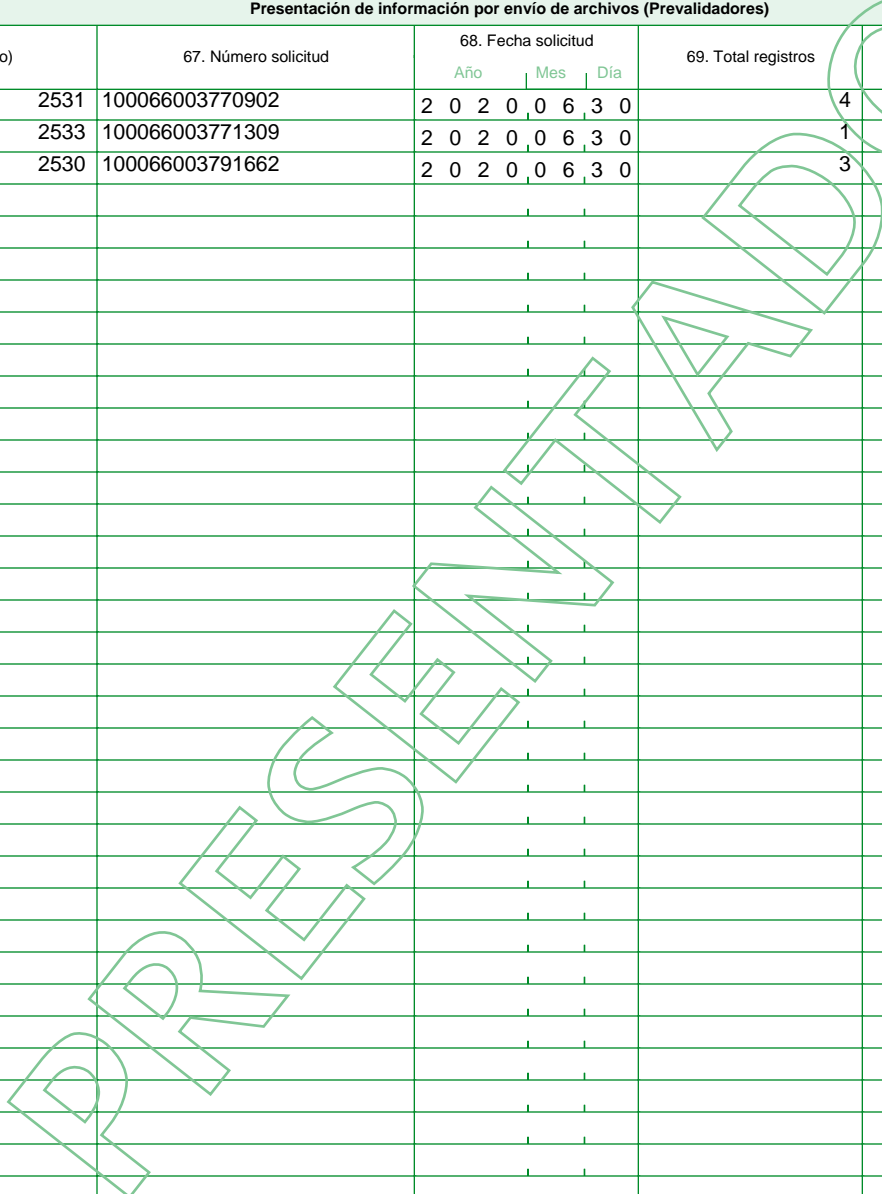 Presentación de información por envío de archivos (Prevalidadores)
o) 67. Número solicitud 68. Fecha solicitud 69. Total registros
Año Mes Día
2531 100066003770902 2 0 2 0 0 6 3 0 4
2533 100066003771309 2 0 2 0 0 6 3 0 1
2530 100066003791662 2 0 2 0 0 6 3 0 3
PRESENTADO